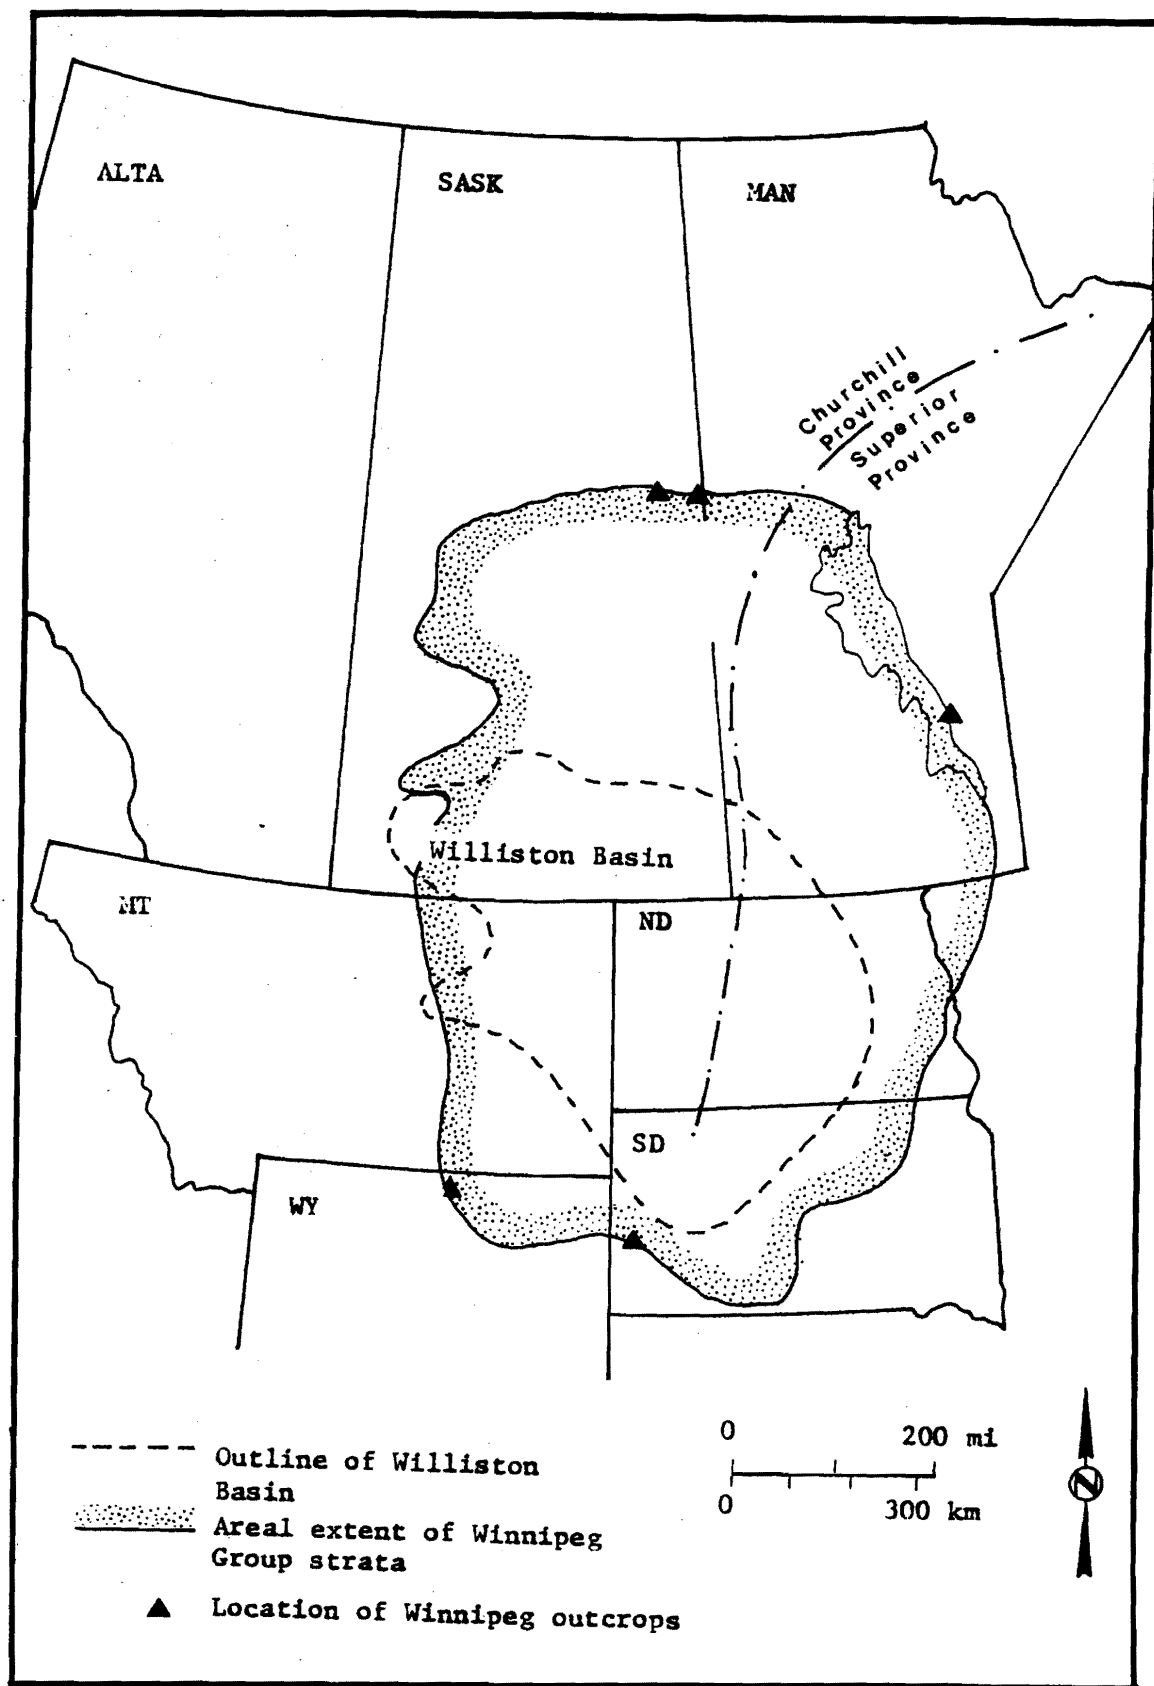 ALTA
SASK
MAN
Churchill
Province
Superior
Province
Williston Basin
MT
ND
SD
WY
Outline of Williston
Basin
Areal extent of Winnipeg
Group strata
Location of Winnipeg outcrops
0 200 mi
0 300 km
N